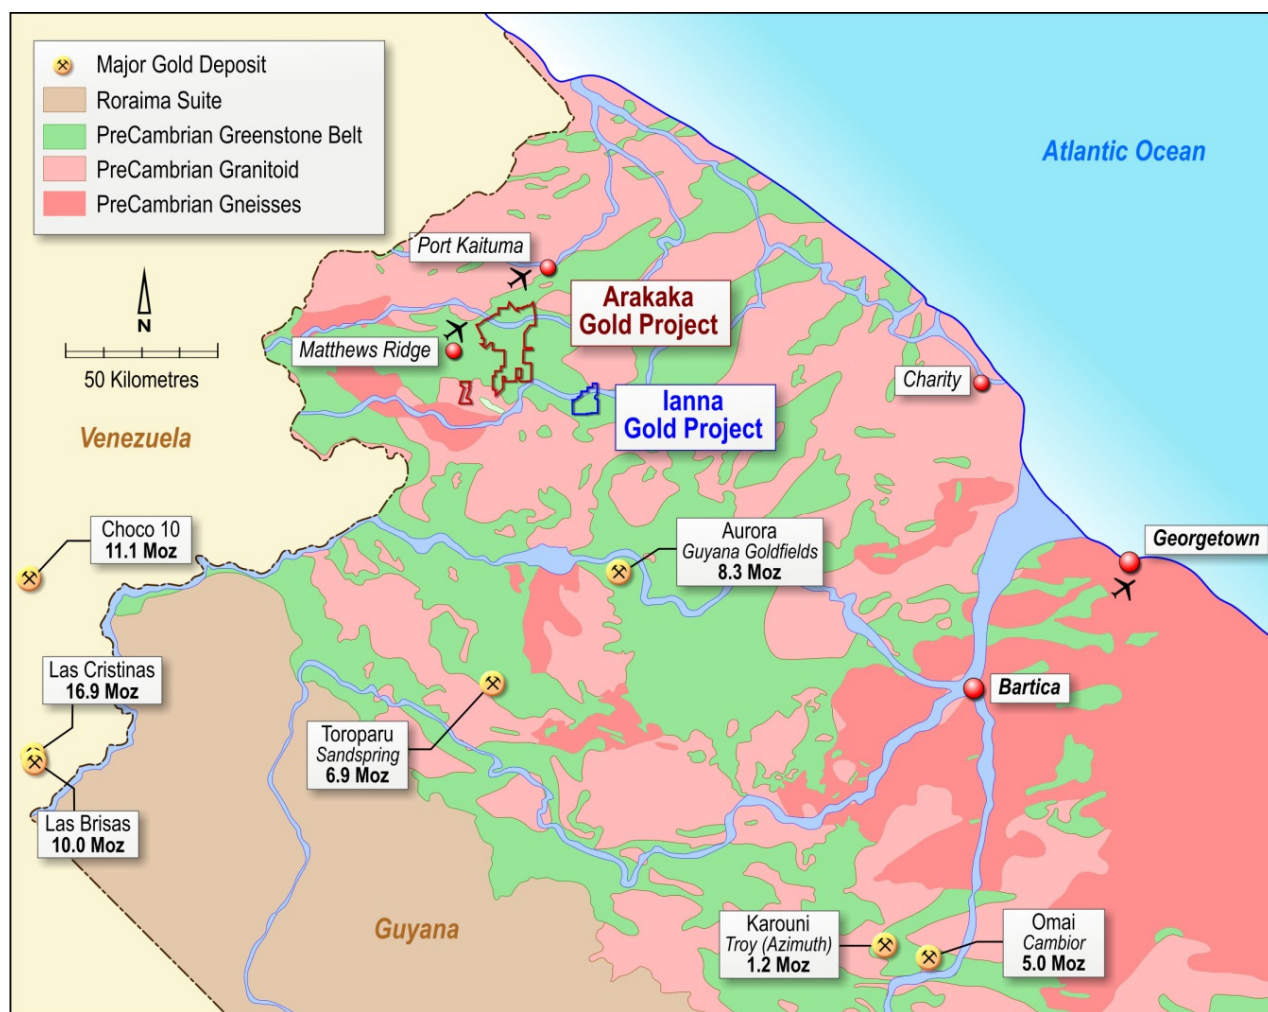 Major Gold Deposit
Roraima Suite
PreCambrian Greenstone Belt
PreCambrian Granitoid
PreCambrian Gneisses
N
50 Kilometres
Atlantic Ocean
Port Kaituma
Arakaka
Gold Project
Matthews Ridge
Ianna
Gold Project
Charity
Venezuela
Choco 10
11.1 Moz
Aurora
Guyana Goldfields
8.3 Moz
Georgetown
Las Cristinas
16.9 Moz
Bartica
Toroparu
Sandspring
6.9 Moz
Las Brisas
10.0 Moz
Guyana
Karouni
Troy (Azimuth)
1.2 Moz
Omai
Cambior
5.0 Moz